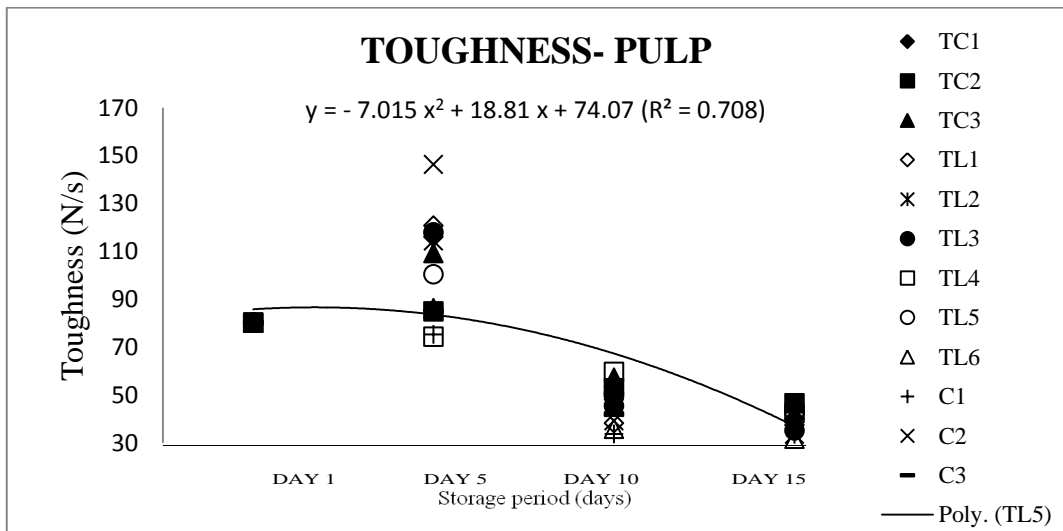 TOUGHNESS- PULP
y = - 7.015 x² + 18.81 x + 74.07 (R² = 0.708)
Toughness (N/s)
170
150
130
110
90
70
50
30
DAY 1 DAY 5 DAY 10 DAY 15
Storage period (days)
TC1
TC2
TC3
TL1
TL2
TL3
TL4
TL5
TL6
C1
C2
C3
Poly. (TL5)